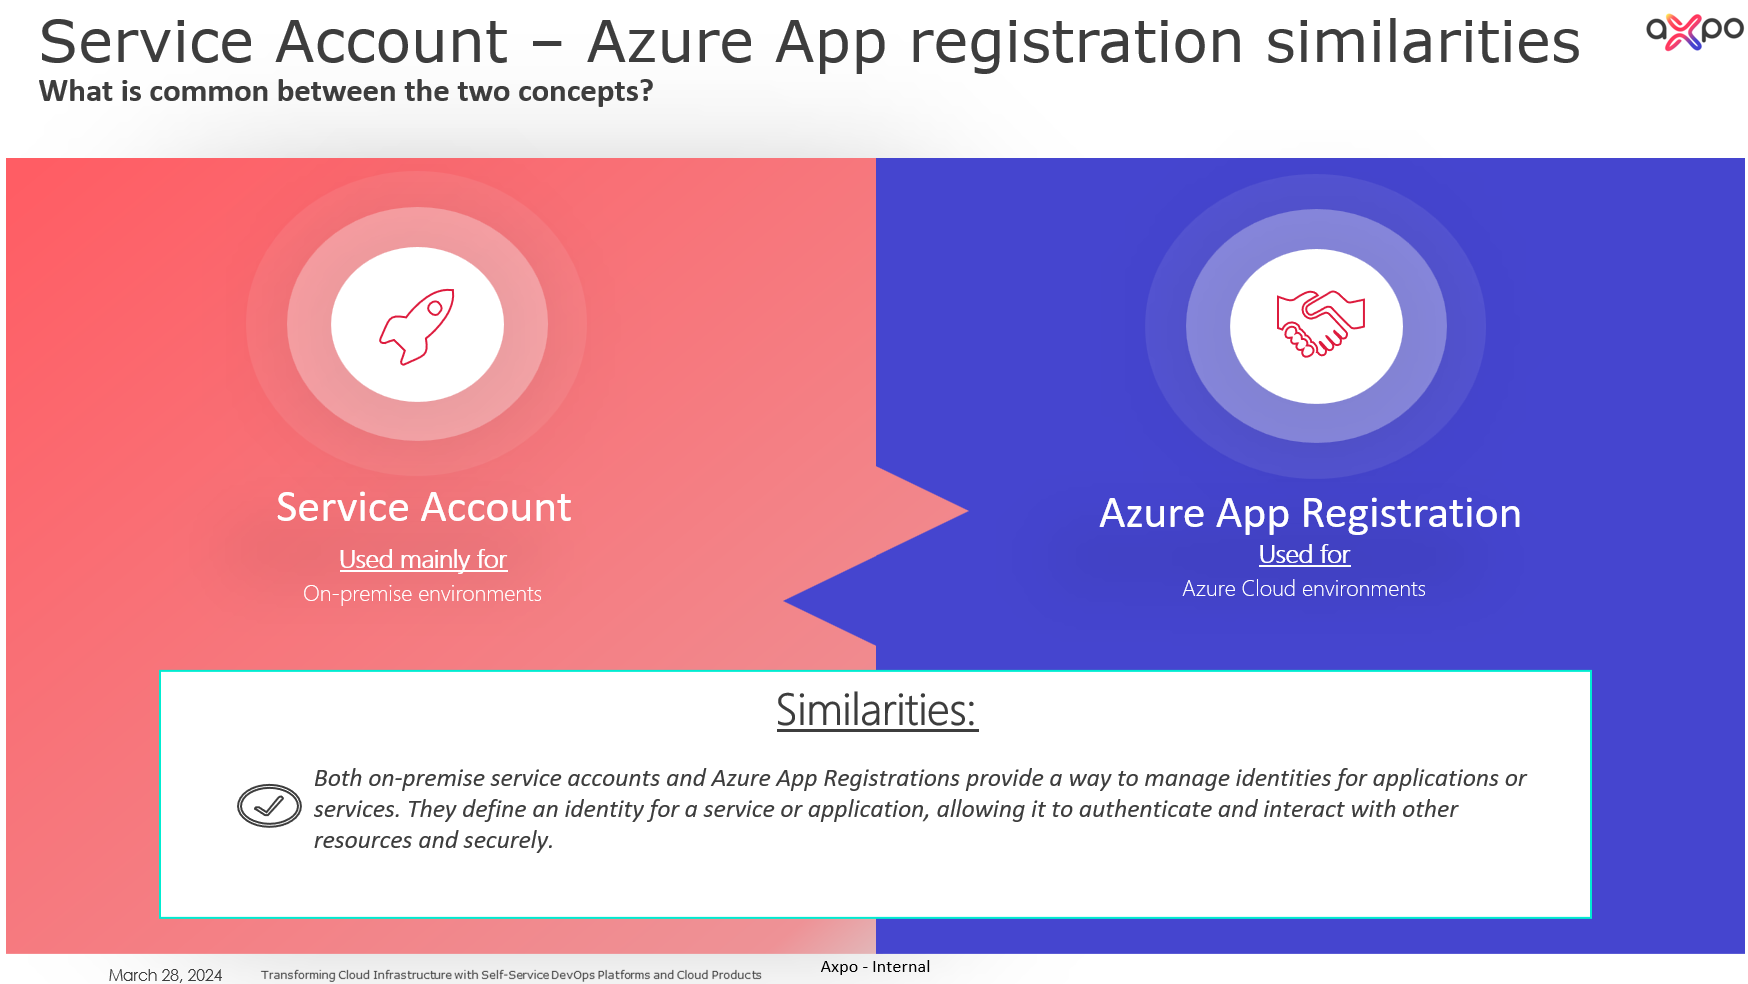 Service Account – Azure App registration similarities
axpo
What is common between the two concepts?
Service Account
Used mainly for
On-premise environments
Azure App Registration
Used for
Azure Cloud environments
Similarities:
Both on-premise service accounts and Azure App Registrations provide a way to manage identities for applications or
services. They define an identity for a service or application, allowing it to authenticate and interact with other
resources and securely.
March 28, 2024
Transforming Cloud Infrastructure with Self-Service DevOps Platforms and Cloud Products
Axpo - Internal